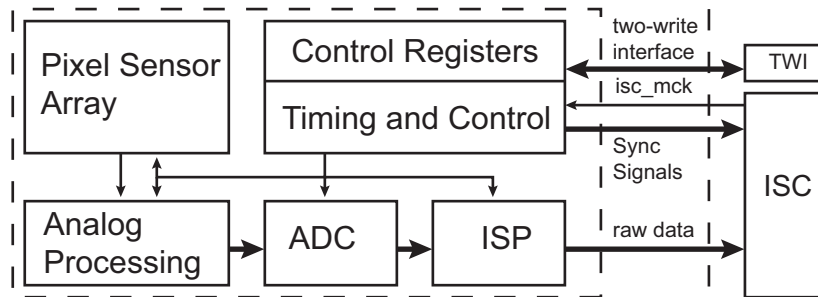 Pixel Sensor
Array
Control Registers
Timing and Control
two-write
interface
TWI
isc_mck
Sync
Signals
ISC
Analog
Processing
ADC
ISP
raw data